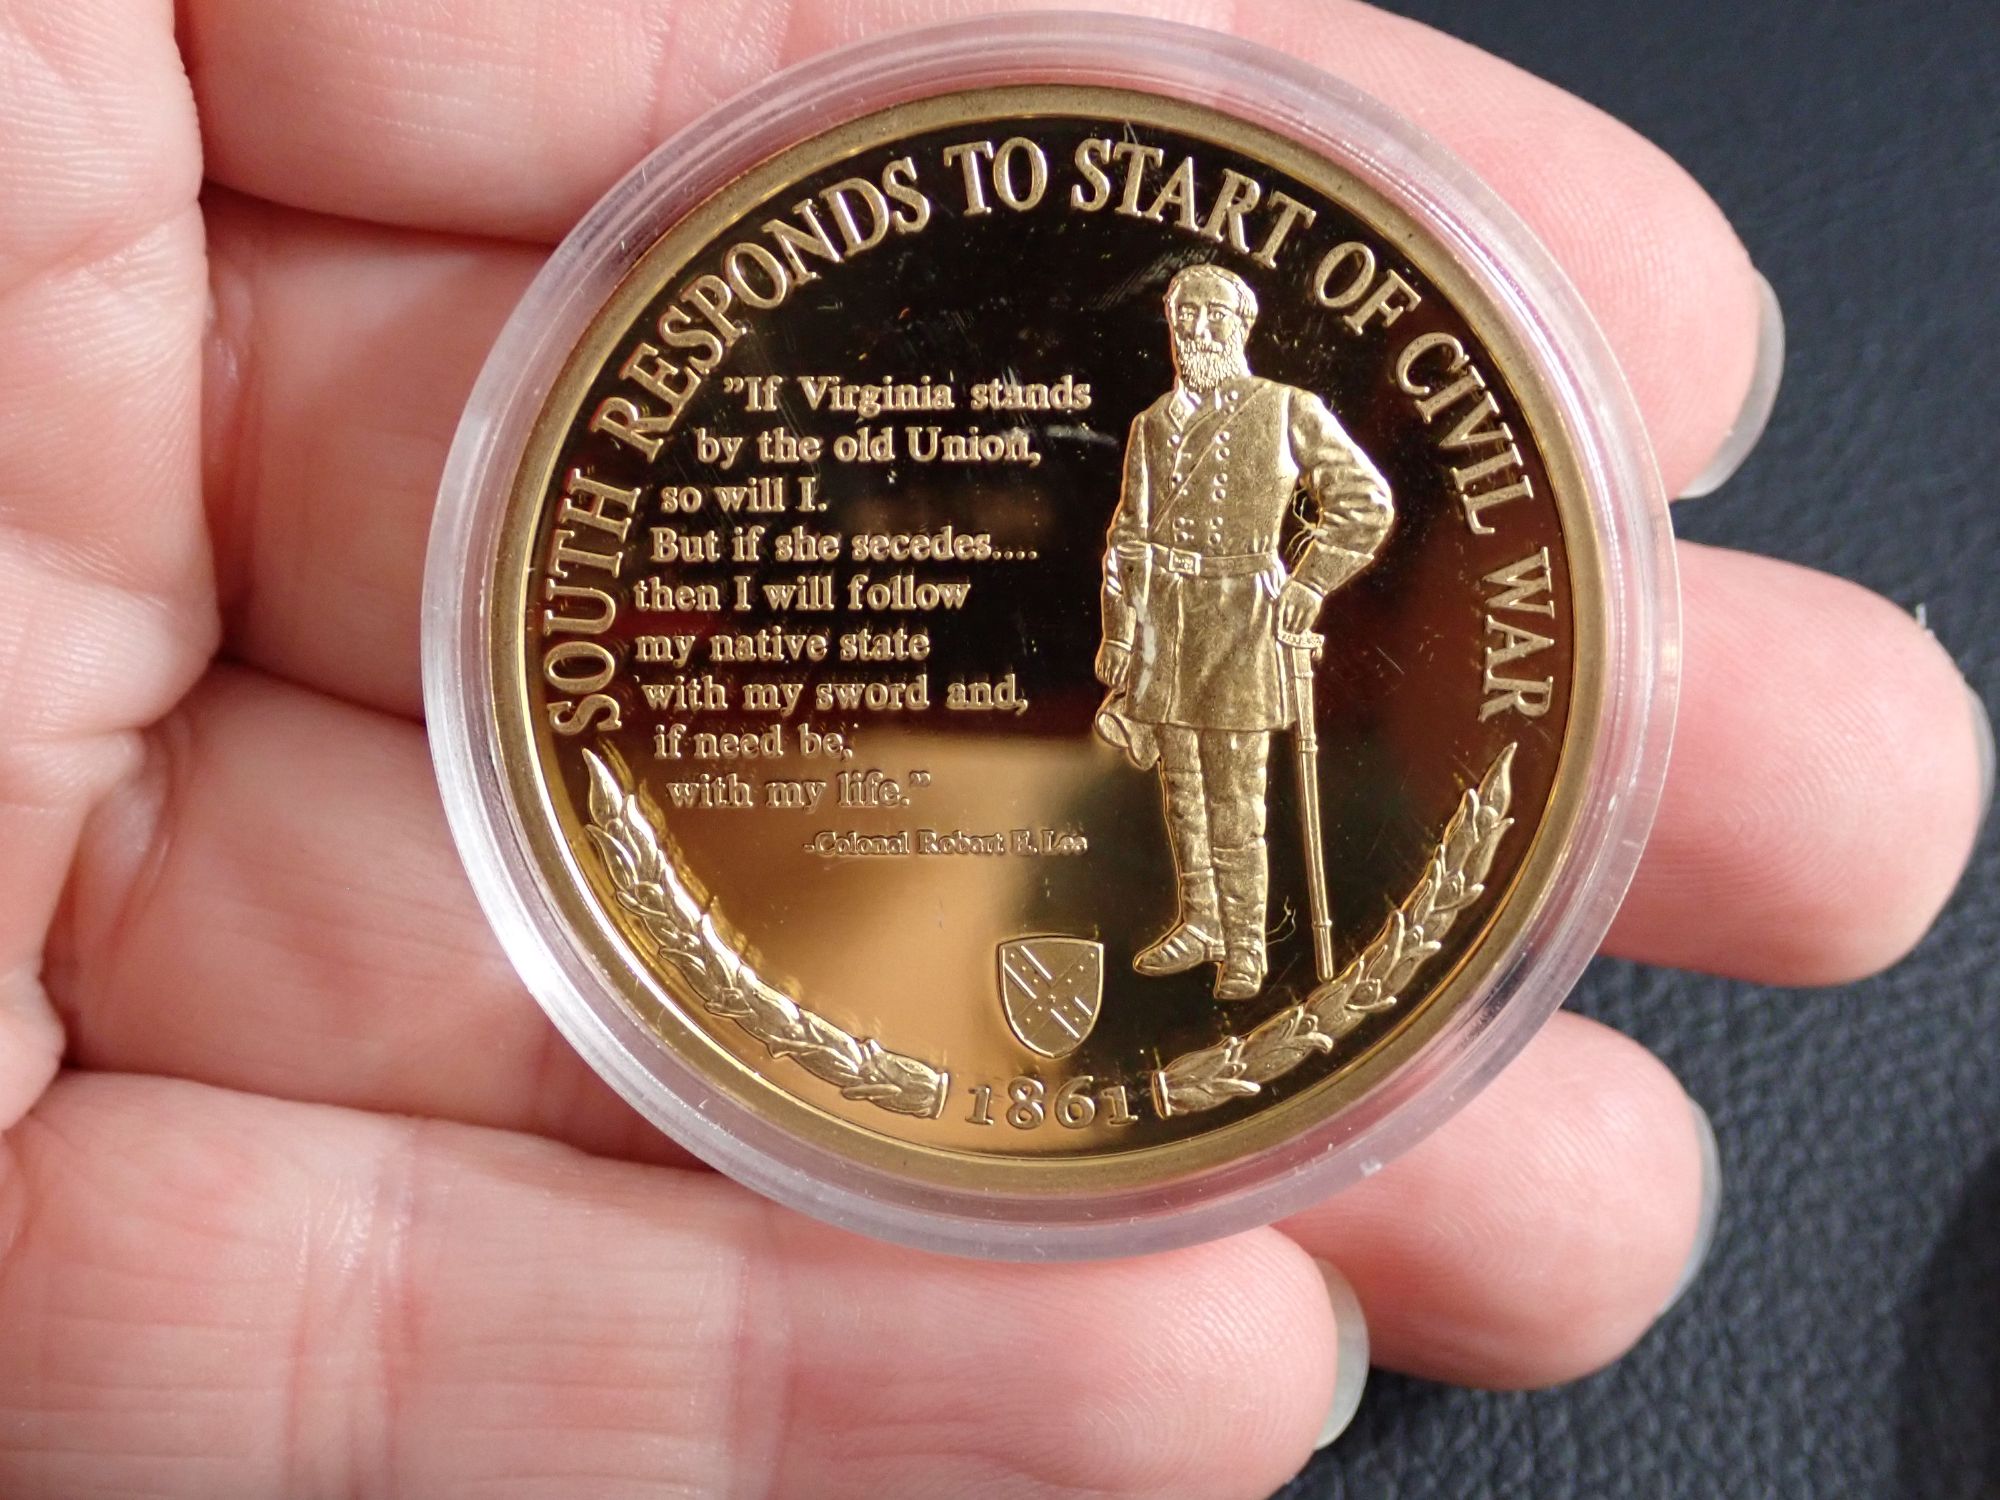 SOUTH RESPONDS TO START OF CIVIL WAR
”If Virginia stands
by the old Union,
so will I.
But if she secedes....
then I will follow
my native state
with my sword and,
if need be,
with my life.”
-Colonel Robert E. Lee
1861